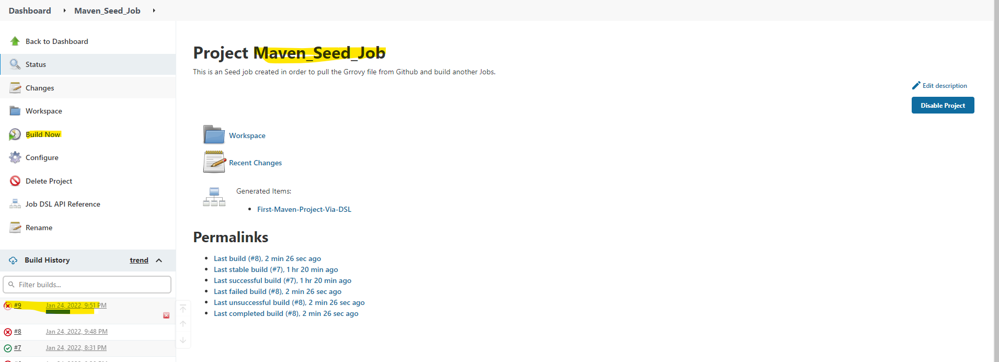 Dashboard Maven_Seed_Job
Back to Dashboard
Status
Changes
Workspace
Build Now
Configure
Delete Project
Job DSL API Reference
Rename
Build History trend
Filter builds...
#9 Jan 24, 2022, 9:51 PM
#8 Jan 24, 2022, 9:48 PM
#7 Jan 24, 2022, 8:31 PM
Project Maven_Seed_Job
This is an Seed job created in order to pull the Grrovy file from Github and build another Jobs.
Edit description
Disable Project
Workspace
Recent Changes
Generated Items:
First-Maven-Project-Via-DSL
Permalinks
Last build (#8), 2 min 26 sec ago
Last stable build (#7), 1 hr 20 min ago
Last successful build (#7), 1 hr 20 min ago
Last failed build (#8), 2 min 26 sec ago
Last unsuccessful build (#8), 2 min 26 sec ago
Last completed build (#8), 2 min 26 sec ago